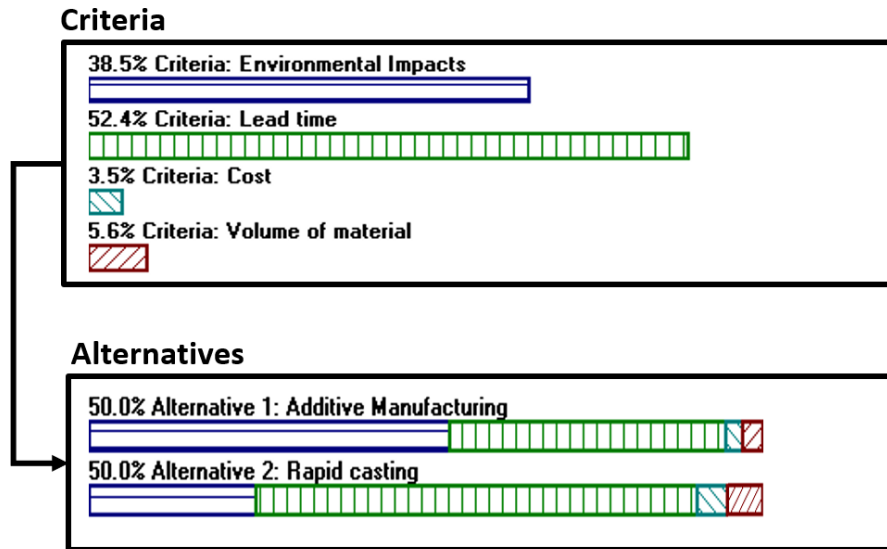 Criteria
38.5% Criteria: Environmental Impacts
52.4% Criteria: Lead time
3.5% Criteria: Cost
5.6% Criteria: Volume of material
Alternatives
50.0% Alternative 1: Additive Manufacturing
50.0% Alternative 2: Rapid casting